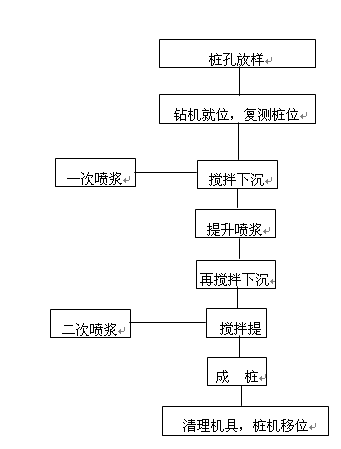 桩孔放样
钻机就位，复测桩位
一次喷浆
搅拌下沉
提升喷浆
再搅拌下沉
二次喷浆
搅拌提
成　桩
清理机具，桩机移位